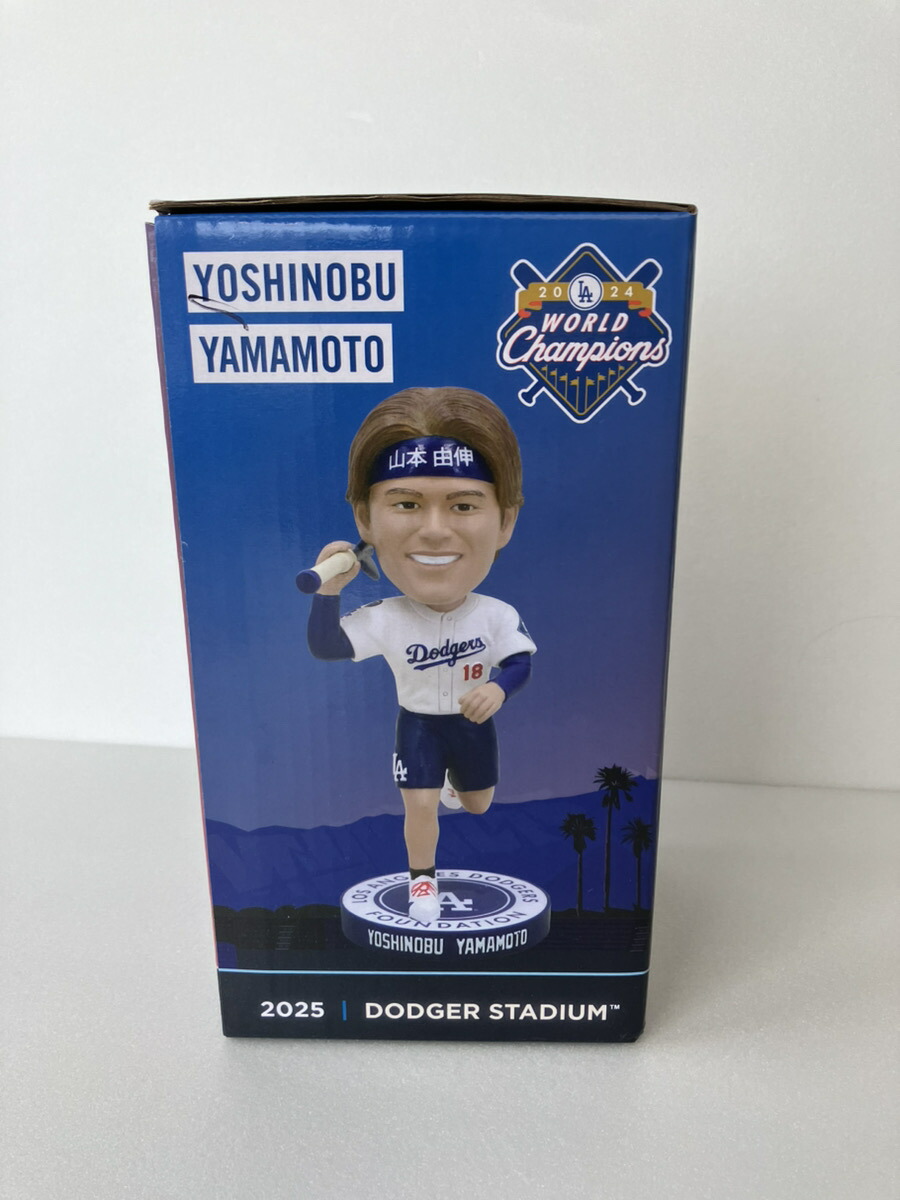 YOSHINOBU
YAMAMOTO
2024
LA
WORLD
Champions
山本 由伸
Dodgers
18
LA
LOS ANGELES DODGERS
LA
FOUNDATION
YOSHINOBU YAMAMOTO
2025 | DODGER STADIUM™